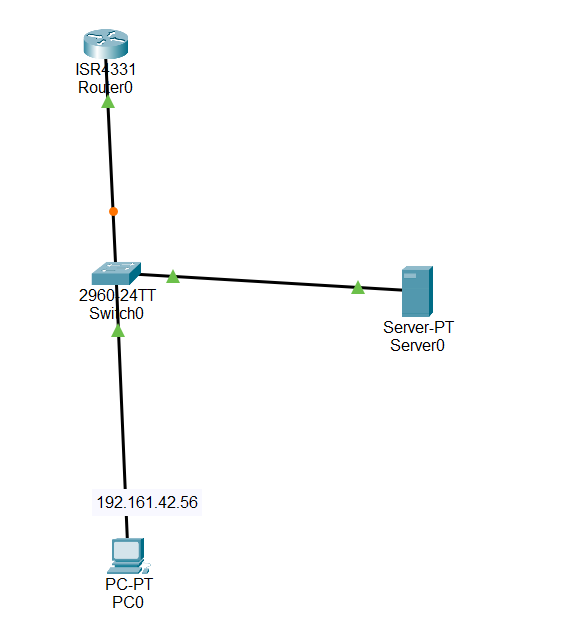 ISR4331
Router0
2960-24TT
Switch0
Server-PT
Server0
192.161.42.56
PC-PT
PC0